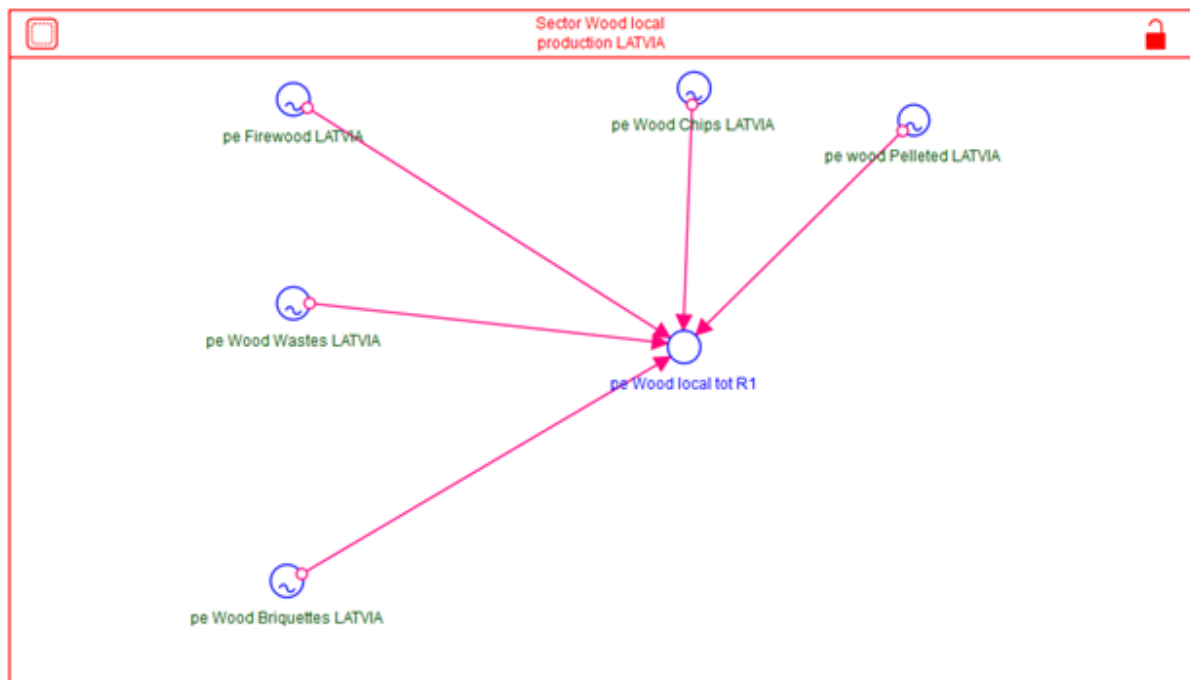 Sector Wood local
production LATVIA
pe Firewood LATVIA
pe Wood Chips LATVIA
pe wood Pelleted LATVIA
pe Wood Wastes LATVIA
pe Wood local tot R1
pe Wood Briquettes LATVIA